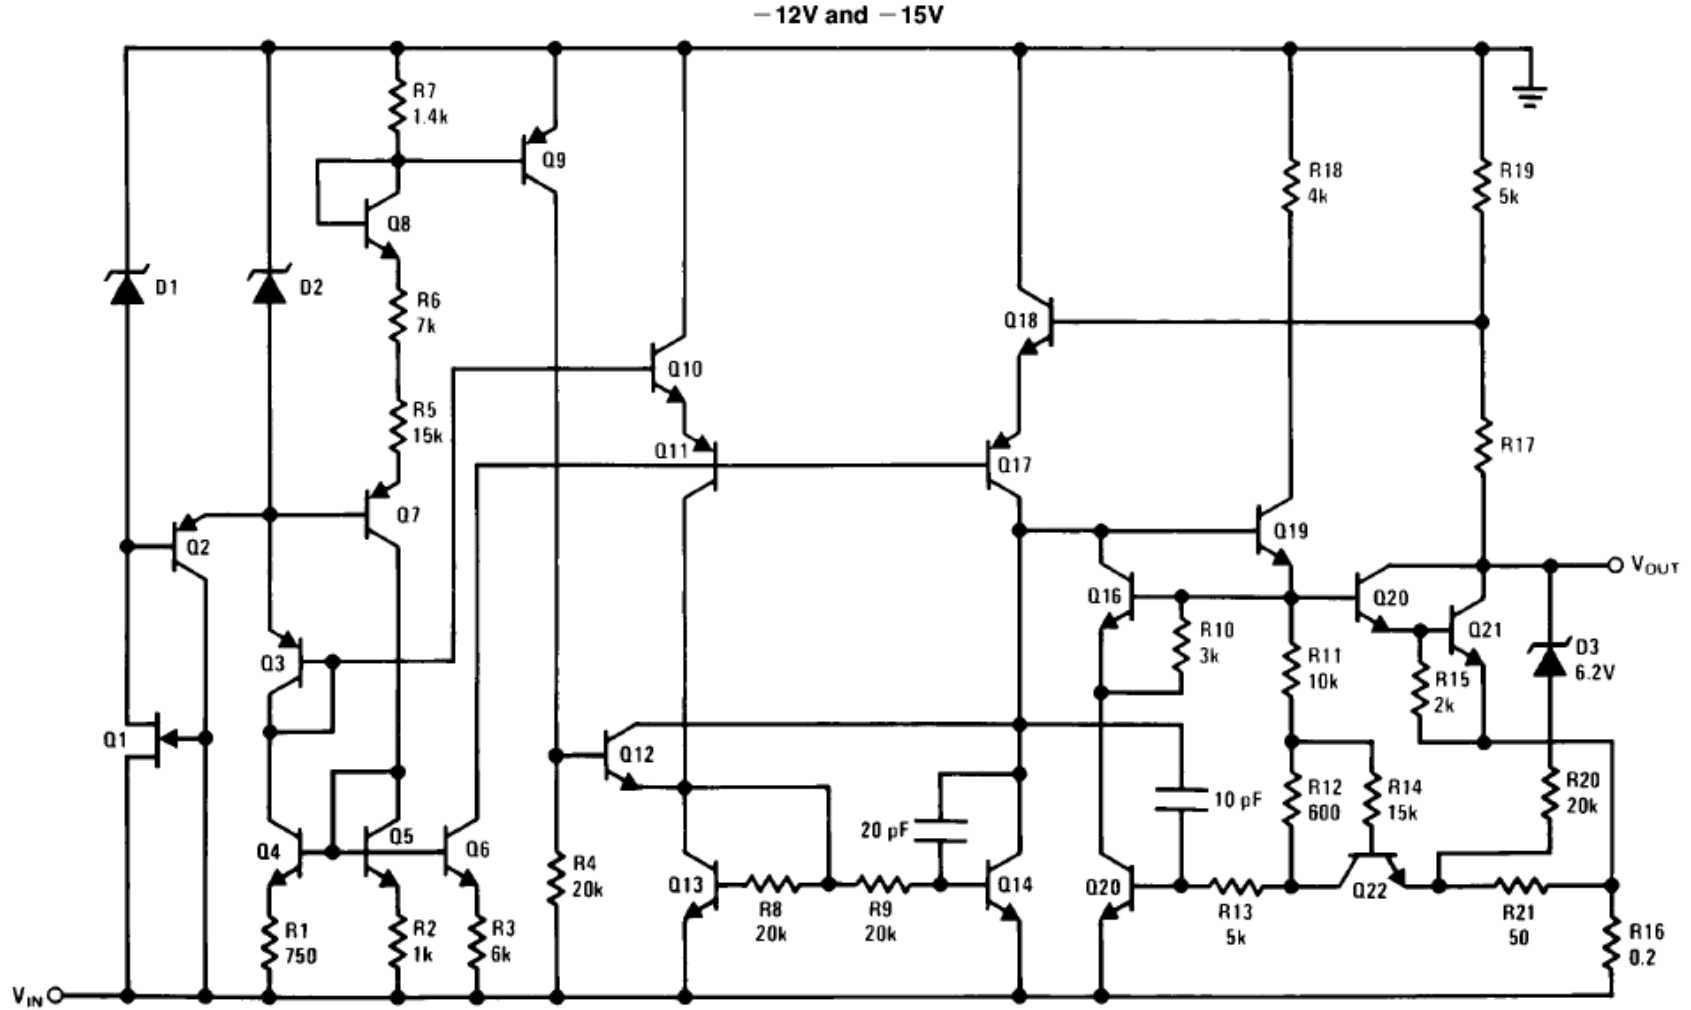 −12V and −15V
R7
1.4k
Q9
Q8
R18
4k
R19
5k
D1
D2
R6
7k
Q18
Q10
R5
15k
Q11
Q17
R17
Q7
Q2
Q19
VOUT
Q16
Q20
Q21
R10
3k
Q3
R11
10k
R15
2k
D3
6.2V
Q1
Q12
10 pF
R12
600
R14
15k
R20
20k
20 pF
Q4
Q5
Q6
R4
20k
Q13
R8
20k
R9
20k
Q14
Q20
R13
5k
Q22
R21
50
R1
750
R2
1k
R3
6k
R16
0.2
VIN